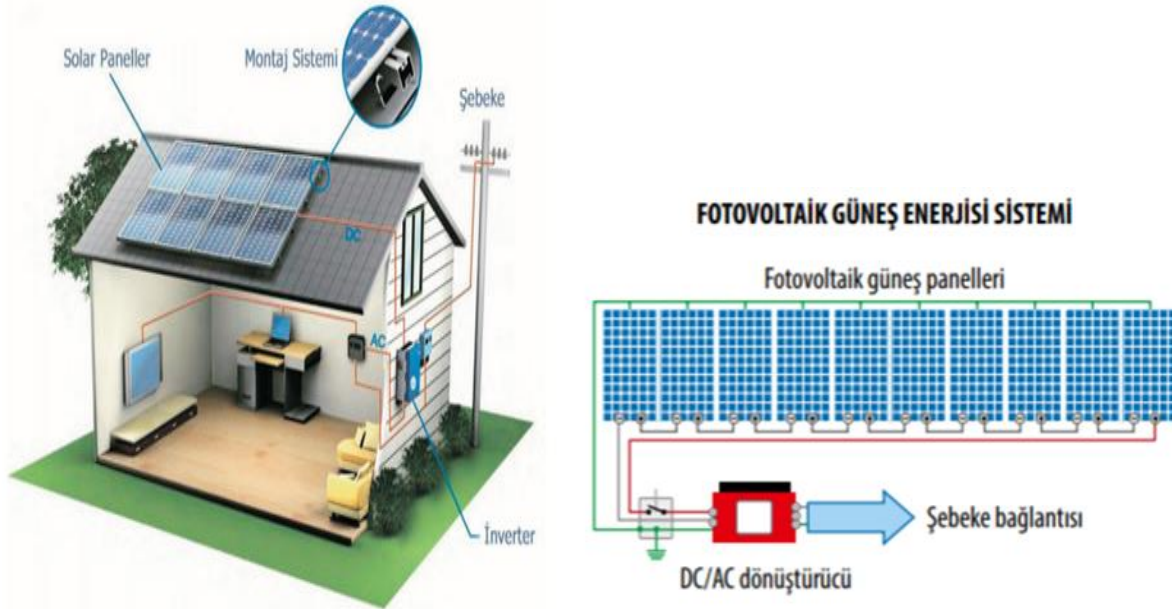 Solar Paneller
Montaj Sistemi
Şebeke
DC
AC
İnverter
FOTOVOLTAİK GÜNEŞ ENERJİSİ SİSTEMİ
Fotovoltaik güneş panelleri
Şebeke bağlantısı
DC/AC dönüştürücü